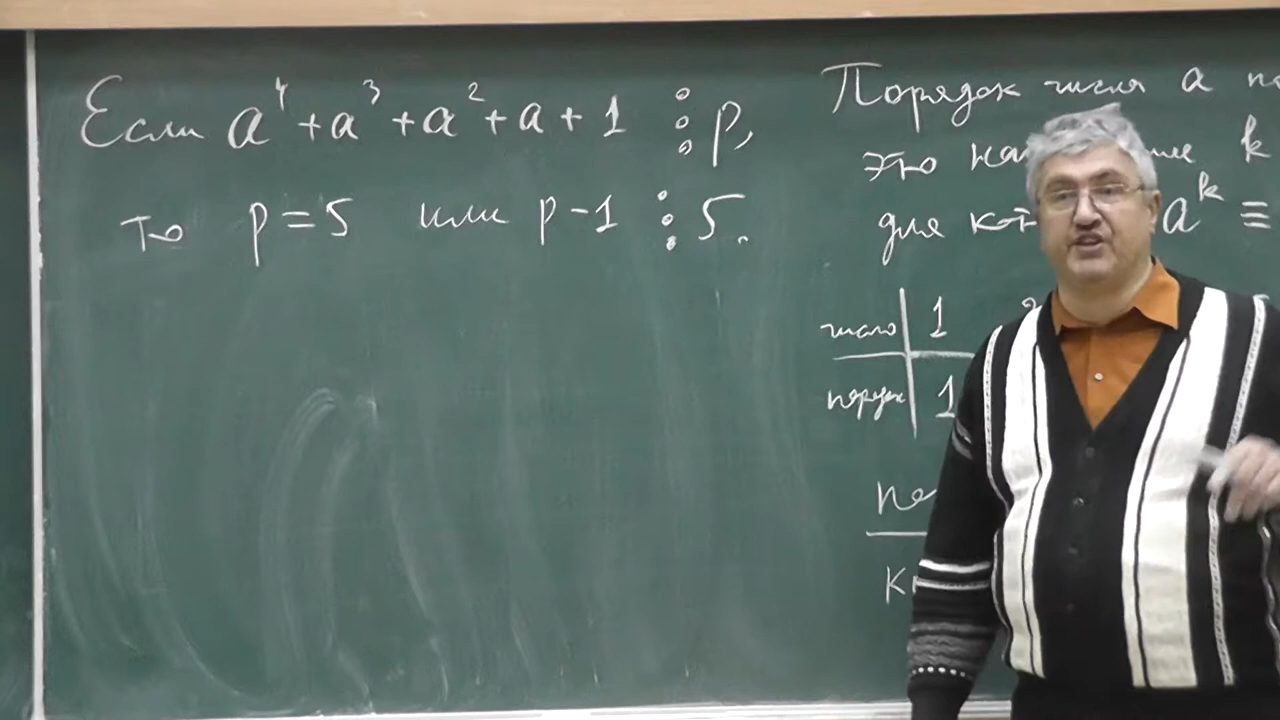 Если a⁴+a³+a²+a+1 ⋮ p,
то p=5 или p-1 ⋮ 5.
Порядок числа a
это k
для aᵏ ≡
число 1
порядок 1